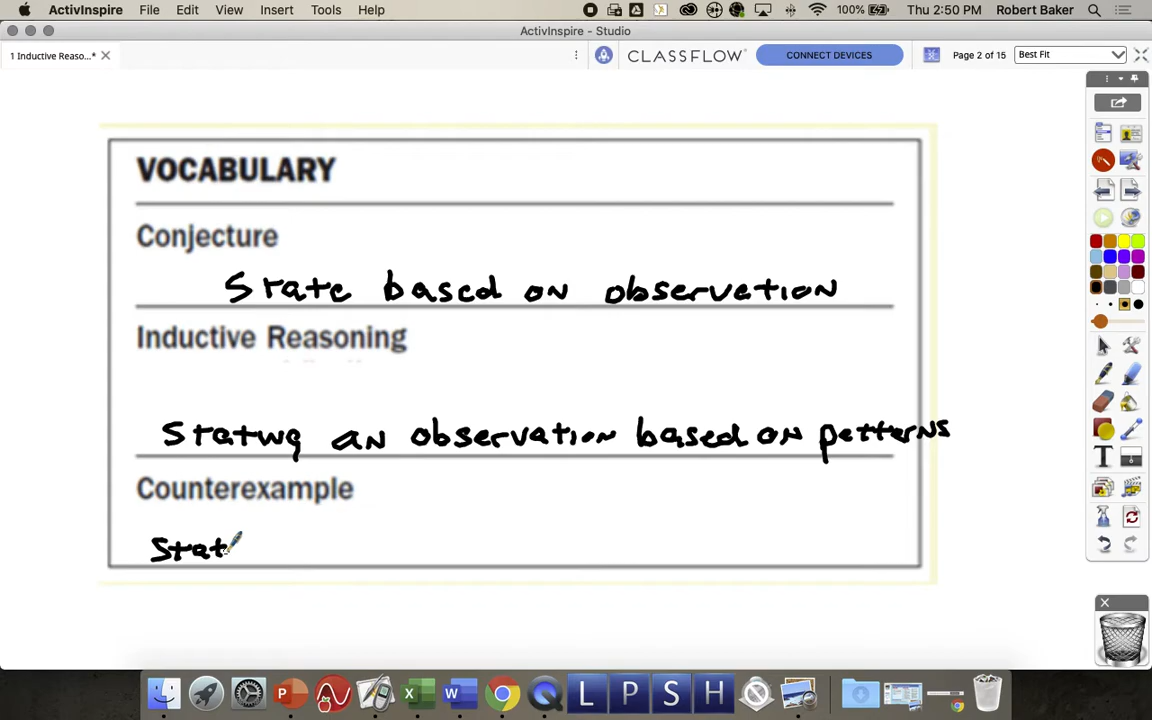 ActivInspire File Edit View Insert Tools Help 100% Thu 2:50 PM Robert Baker
ActivInspire - Studio
1 Inductive Reaso...* CLASSFLOW CONNECT DEVICES Page 2 of 15 Best Fit
VOCABULARY
Conjecture
State based on observation
Inductive Reasoning
Stating an observation based on petterns
Counterexample
Stat
L P S H